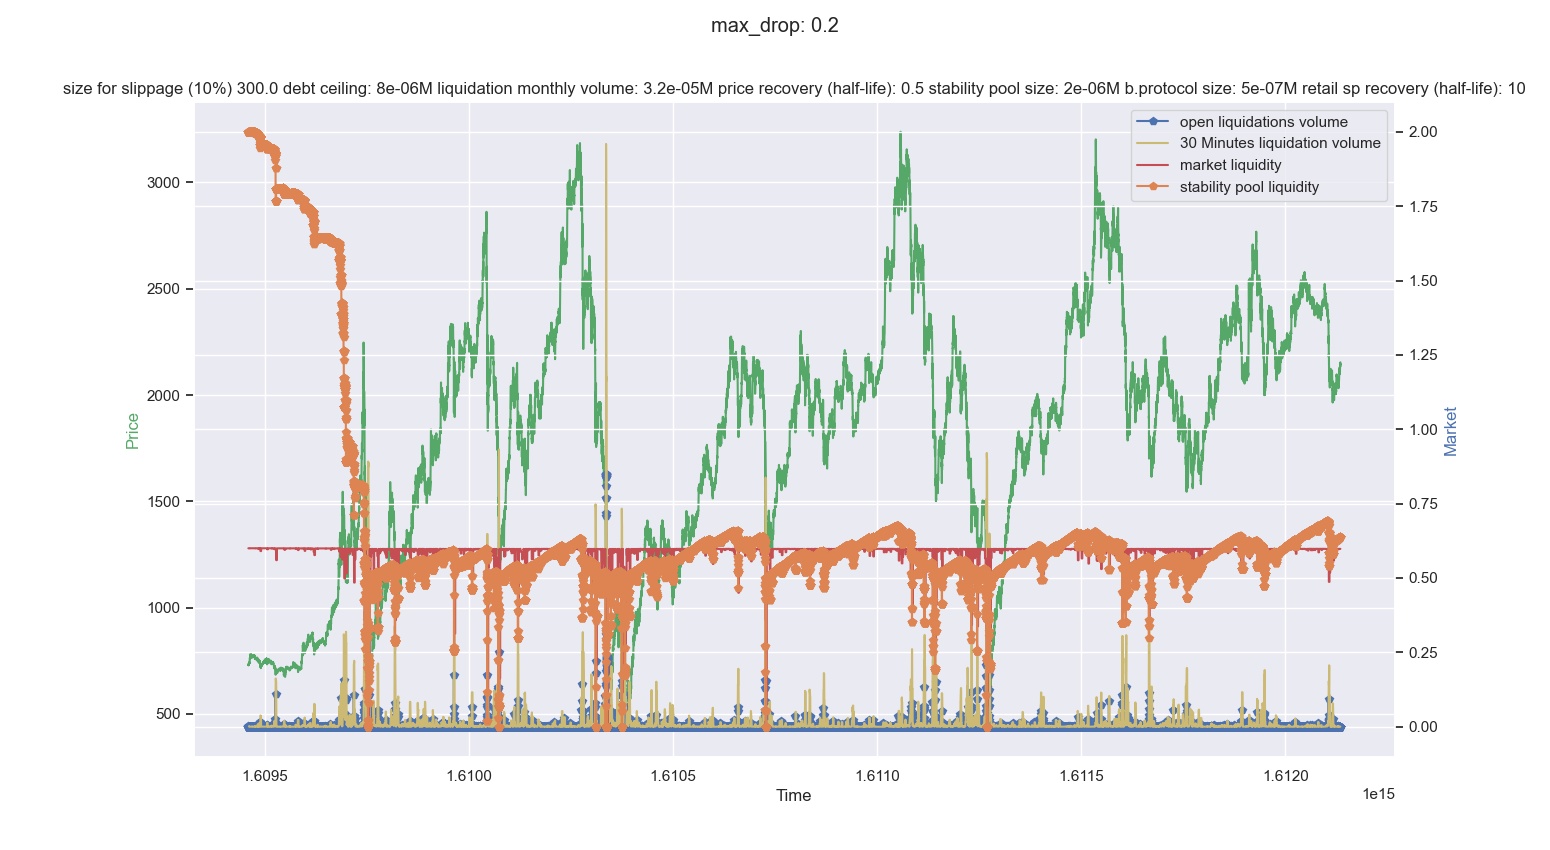 max_drop: 0.2
size for slippage (10%) 300.0 debt ceiling: 8e-06M liquidation monthly volume: 3.2e-05M price recovery (half-life): 0.5 stability pool size: 2e-06M b.protocol size: 5e-07M retail sp recovery (half-life): 10
open liquidations volume
30 Minutes liquidation volume
market liquidity
stability pool liquidity
3000
2500
2000
1500
1000
500
Price
2.00
1.75
1.50
1.25
1.00
0.75
0.50
0.25
0.00
Market
1.6095
1.6100
1.6105
1.6110
1.6115
1.6120
1e15
Time